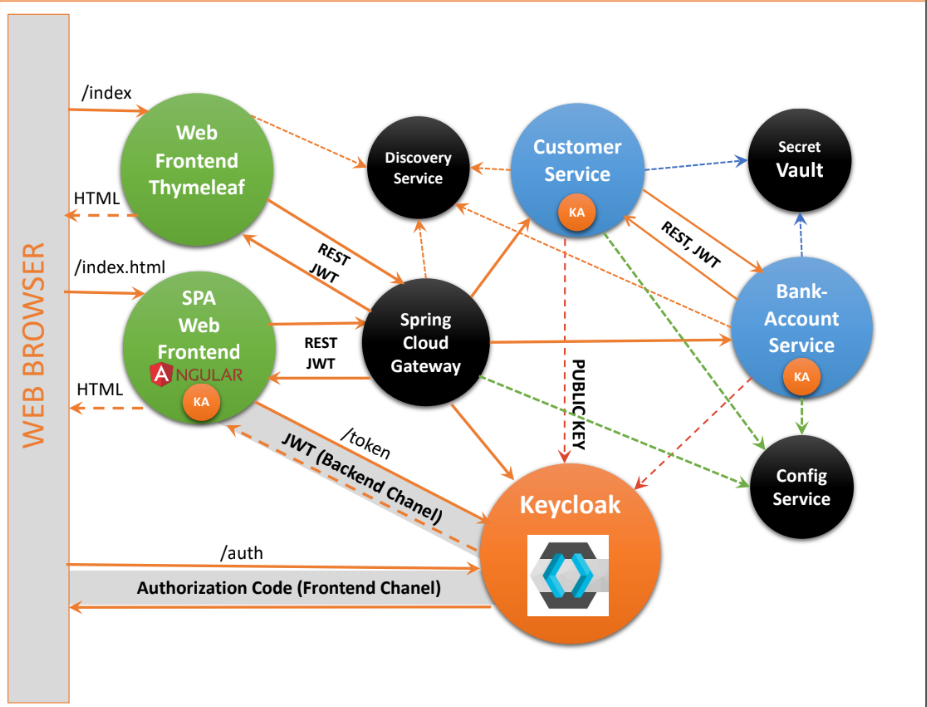 WEB BROWSER
/index
HTML
/index.html
HTML
Web
Frontend
Thymeleaf
SPA
Web
Frontend
A
NGULAR
KA
REST
JWT
REST
JWT
Discovery
Service
Spring
Cloud
Gateway
Customer
Service
KA
REST, JWT
Secret
Vault
Bank-
Account
Service
KA
PUBLIC KEY
Config
Service
/token
JWT (Backend Chanel)
Keycloak
/auth
Authorization Code (Frontend Chanel)